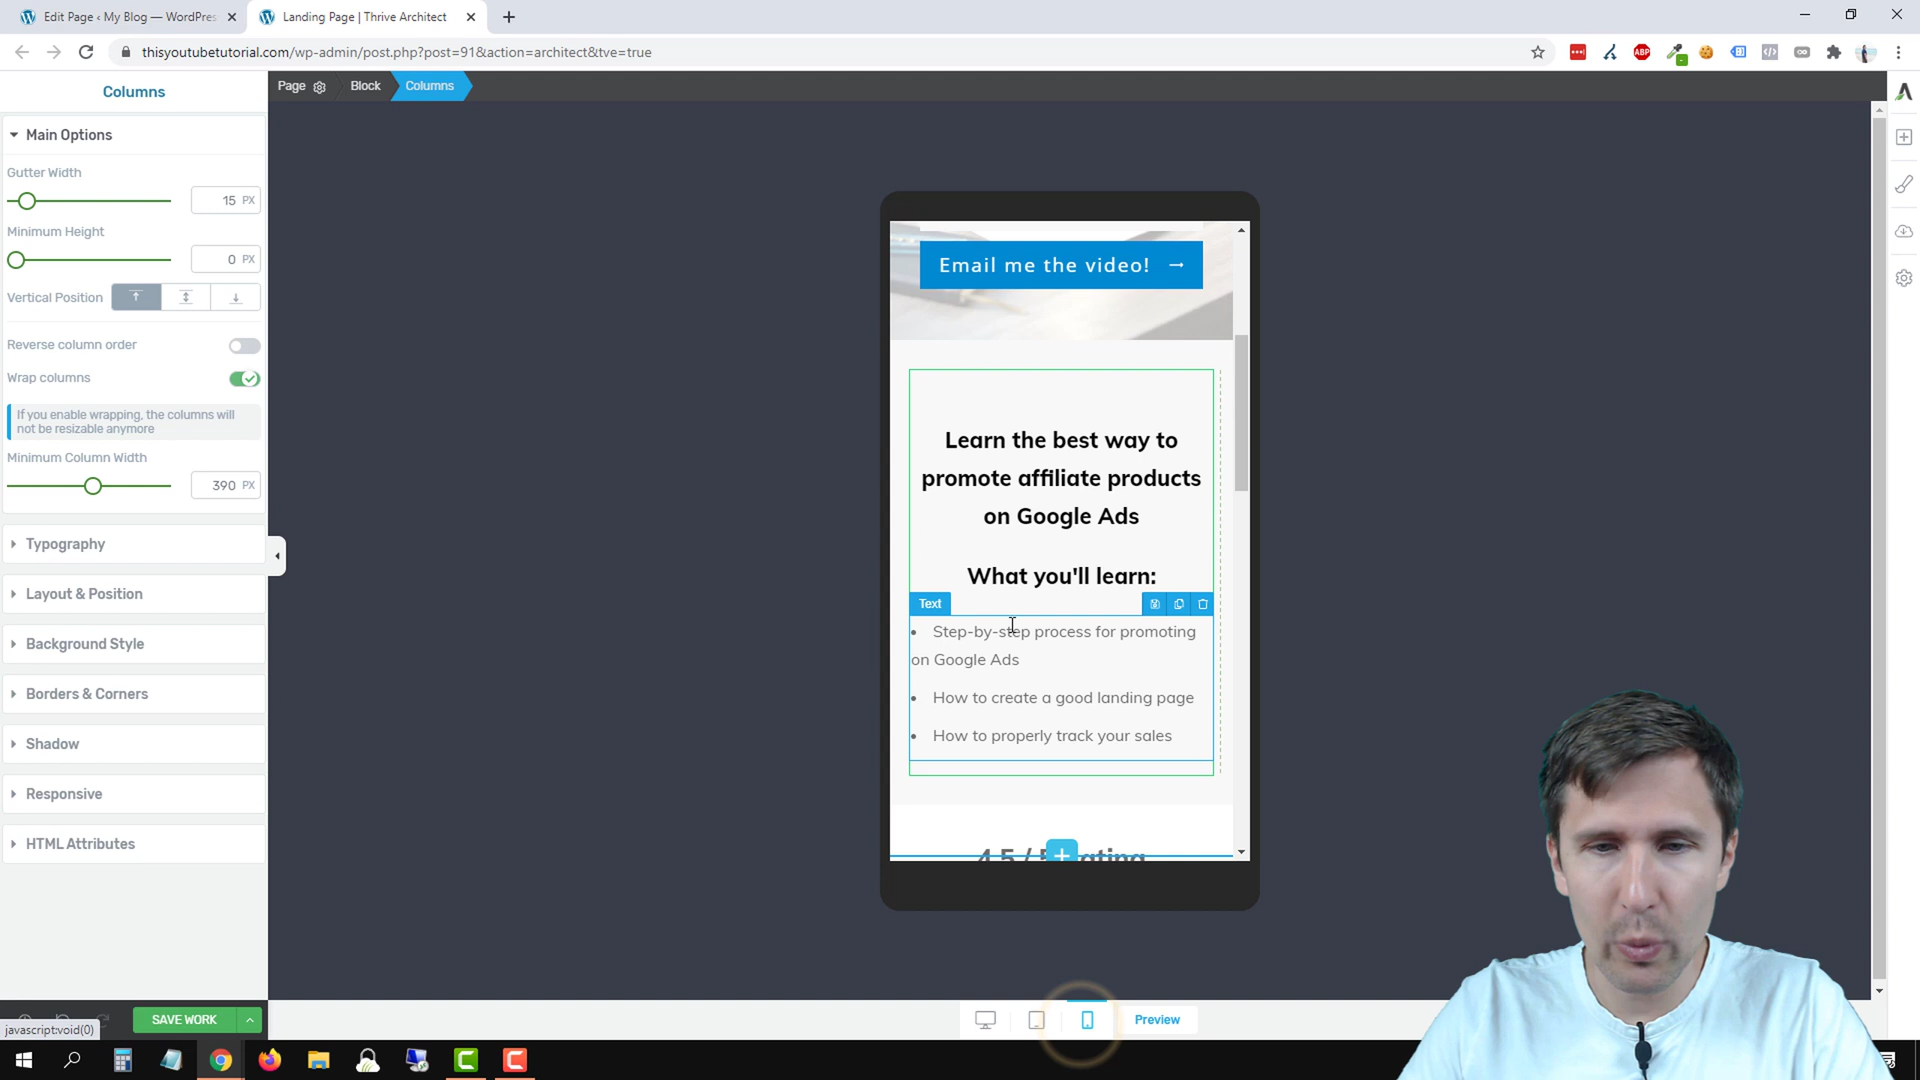 Edit Page ‹ My Blog — WordPres
Landing Page | Thrive Architect
thisyoutubetutorial.com/wp-admin/post.php?post=91&action=architect&tve=true
ABP
Columns
Page
Block
Columns
Main Options
Gutter Width
15 PX
Minimum Height
0 PX
Vertical Position
Reverse column order
Wrap columns
If you enable wrapping, the columns will
not be resizable anymore
Minimum Column Width
390 PX
Typography
Layout & Position
Background Style
Borders & Corners
Shadow
Responsive
HTML Attributes
Email me the video! →
Learn the best way to
promote affiliate products
on Google Ads
What you'll learn:
Text
• Step-by-step process for promoting
on Google Ads
• How to create a good landing page
• How to properly track your sales
4.5 / 5
SAVE WORK
javascript:void(0)
Preview